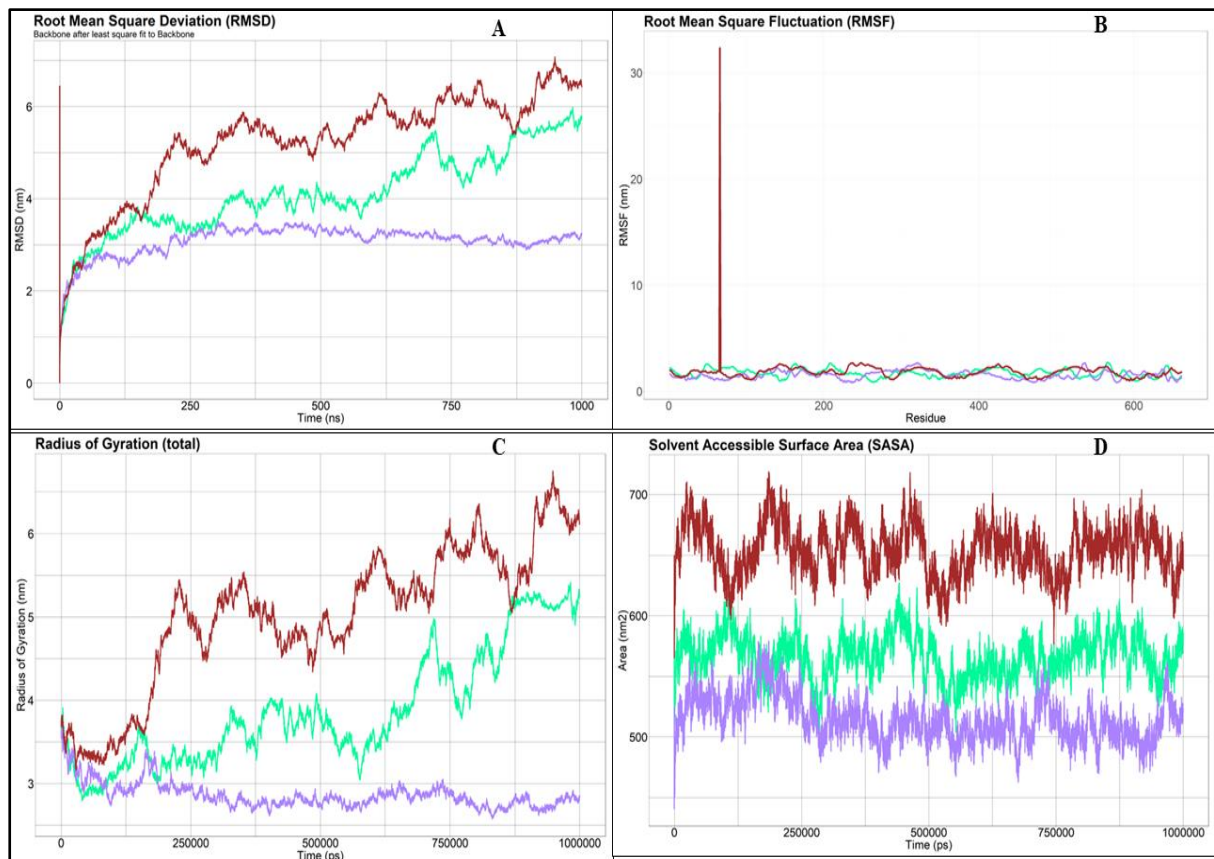 Root Mean Square Deviation (RMSD)
Backbone after least square fit to Backbone
A
RMSD (nm)
6
4
2
0
0 250 500 750 1000
Time (ns)
Root Mean Square Fluctuation (RMSF)
B
RMSF (nm)
30
20
10
0
0 200 400 600
Residue
Radius of Gyration (total)
C
Radius of Gyration (nm)
6
5
4
3
0 250000 500000 750000 1000000
Time (ps)
Solvent Accessible Surface Area (SASA)
D
Area (nm2)
700
600
500
0 250000 500000 750000 1000000
Time (ps)